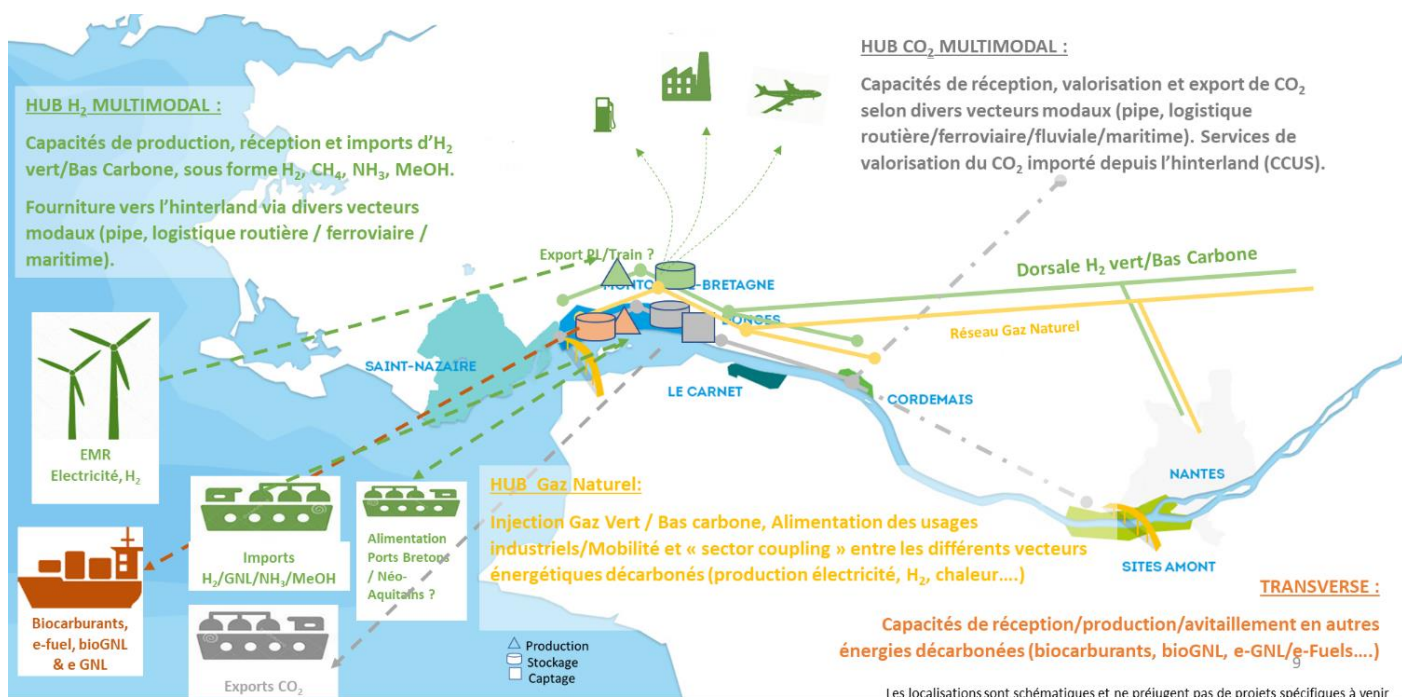 HUB H₂ MULTIMODAL :
Capacités de production, réception et imports d'H₂
vert/Bas Carbone, sous forme H₂, CH₄, NH₃, MeOH.
Fourniture vers l'hinterland via divers vecteurs
modaux (pipe, logistique routière / ferroviaire /
maritime).
HUB CO₂ MULTIMODAL :
Capacités de réception, valorisation et export de CO₂
selon divers vecteurs modaux (pipe, logistique
routière/ferroviaire/fluviale/maritime). Services de
valorisation du CO₂ importé depuis l'hinterland (CCUS).
Export PL/Train ?
Dorsale H₂ vert/Bas Carbone
Réseau Gaz Naturel
SAINT-NAZAIRE
LE CARNET
CORDEMAIS
NANTES
SITES AMONT
EMR
Electricité, H₂
Imports
H₂/GNL/NH₃/MeOH
Alimentation
Ports Bretons
/ Néo-
Aquitains ?
Biocarburants,
e-fuel, bioGNL
& e GNL
Exports CO₂
HUB Gaz Naturel:
Injection Gaz Vert / Bas carbone, Alimentation des usages
industriels/Mobilité et « sector coupling » entre les différents vecteurs
énergétiques décarbonés (production électricité, H₂, chaleur....)
Production
Stockage
Captage
TRANSVERSE :
Capacités de réception/production/avitaillement en autres
énergies décarbonées (biocarburants, bioGNL, e-GNL/e-Fuels....)
9
Les localisations sont schématiques et ne préjugent pas de projets spécifiques à venir